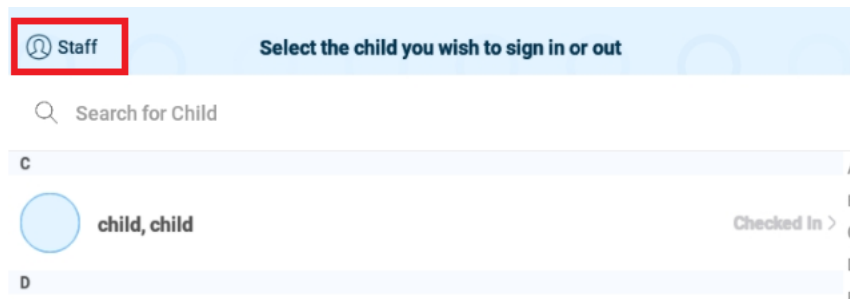 Staff
Select the child you wish to sign in or out
Search for Child
C
child, child
Checked In
D